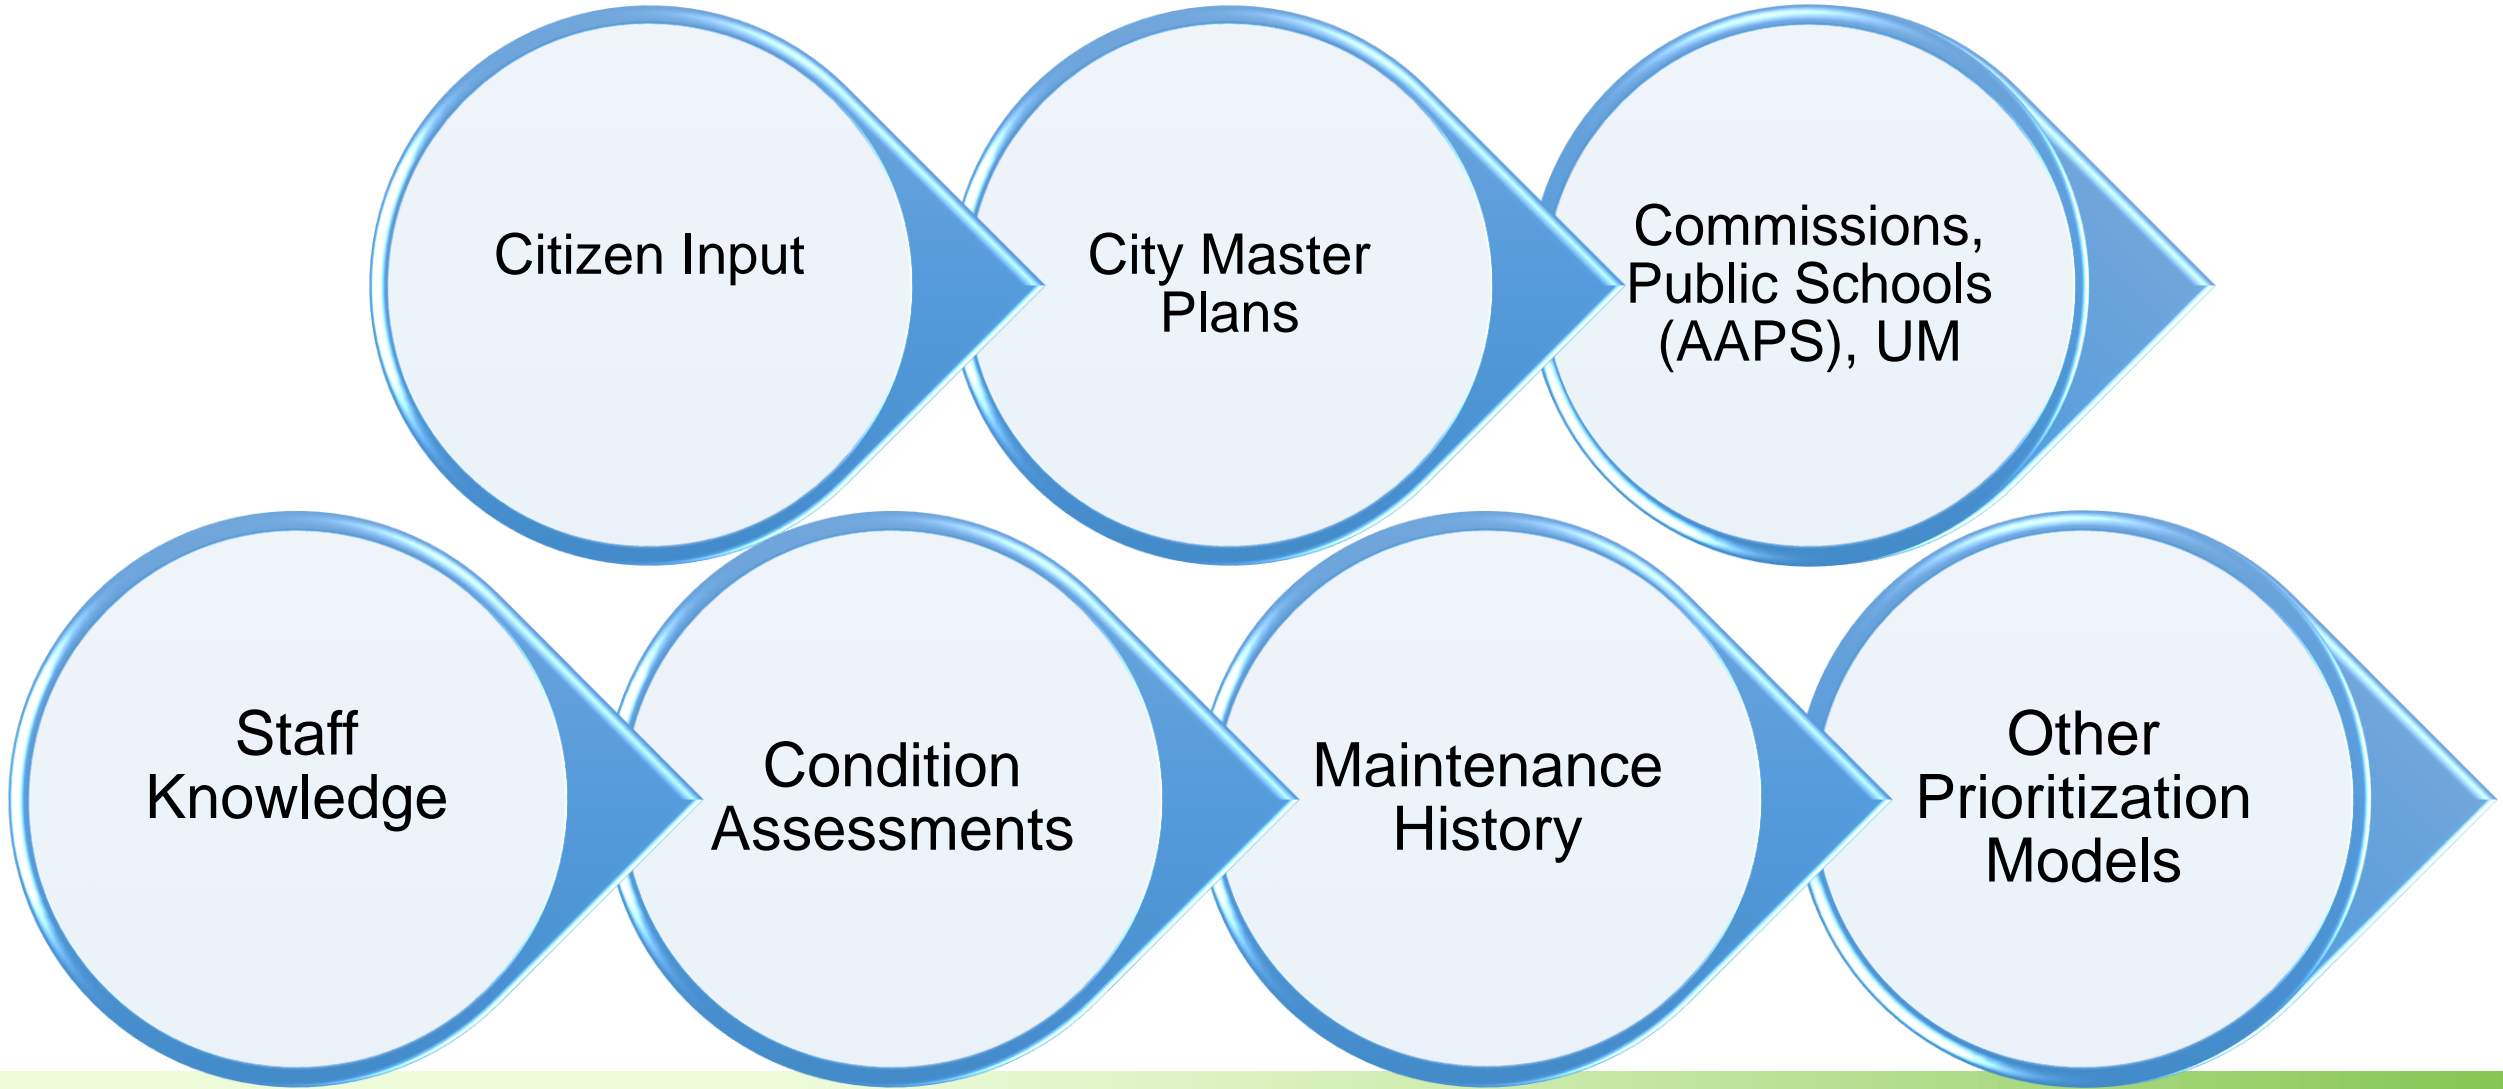 Citizen Input
City Master
Plans
Commissions,
Public Schools
(AAPS), UM
Staff
Knowledge
Condition
Assessments
Maintenance
History
Other
Prioritization
Models